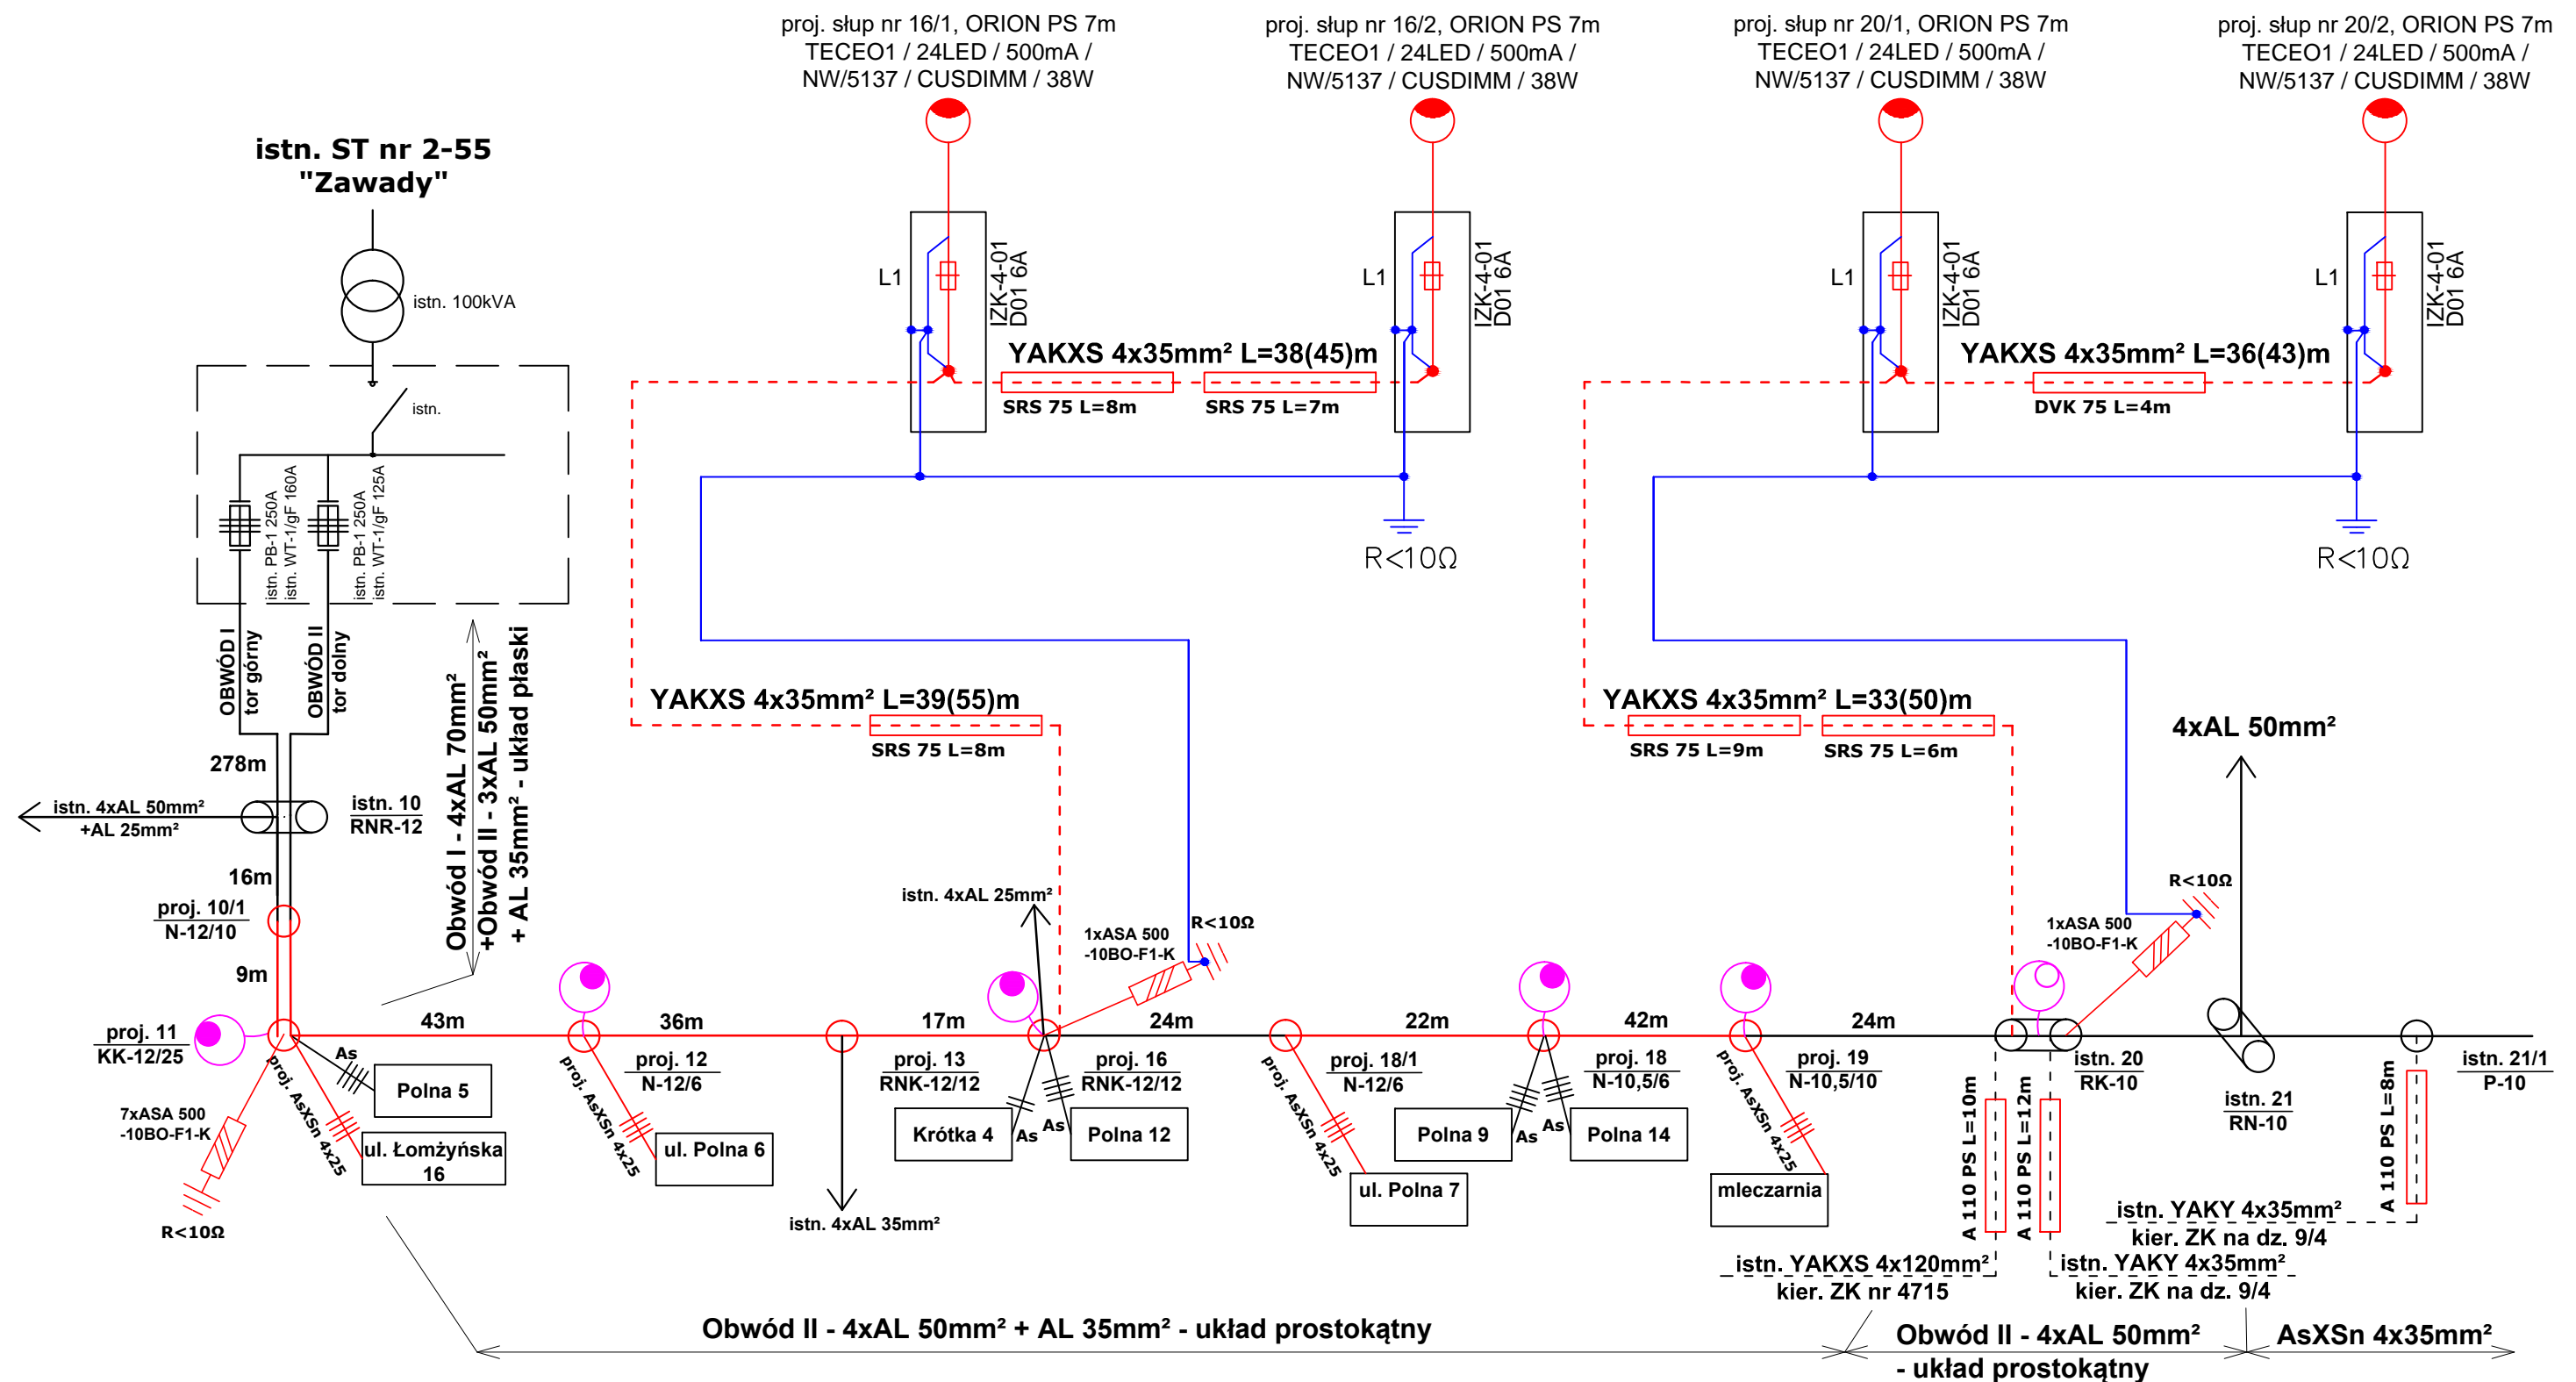 proj. słup nr 16/1, ORION PS 7m
TECEO1 / 24LED / 500mA /
NW/5137 / CUSDIMM / 38W
proj. słup nr 16/2, ORION PS 7m
TECEO1 / 24LED / 500mA /
NW/5137 / CUSDIMM / 38W
proj. słup nr 20/1, ORION PS 7m
TECEO1 / 24LED / 500mA /
NW/5137 / CUSDIMM / 38W
proj. słup nr 20/2, ORION PS 7m
TECEO1 / 24LED / 500mA /
NW/5137 / CUSDIMM / 38W
istn. ST nr 2-55
"Zawady"
istn. 100kVA
istn.
istn. PB-1 250A
istn. WT-1/gF 160A
istn. PB-1 250A
istn. WT-1/gF 125A
OBWÓD I
tor górny
OBWÓD II
tor dolny
L1
IZK-4-01
D01 6A
L1
IZK-4-01
D01 6A
L1
IZK-4-01
D01 6A
L1
IZK-4-01
D01 6A
YAKXS 4x35mm² L=38(45)m
SRS 75 L=8m
SRS 75 L=7m
YAKXS 4x35mm² L=36(43)m
DVK 75 L=4m
R<10Ω
R<10Ω
YAKXS 4x35mm² L=39(55)m
SRS 75 L=8m
YAKXS 4x35mm² L=33(50)m
SRS 75 L=9m
SRS 75 L=6m
4xAL 50mm²
278m
istn. 4xAL 50mm²
+AL 25mm²
istn. 10
RNR-12
16m
proj. 10/1
N-12/10
9m
Obwód I - 4xAL 70mm²
+Obwód II - 3xAL 50mm²
+ AL 35mm² - układ płaski
istn. 4xAL 25mm²
1xASA 500
-10BO-F1-K
R<10Ω
1xASA 500
-10BO-F1-K
R<10Ω
proj. 11
KK-12/25
43m
36m
17m
24m
22m
42m
24m
proj. 12
N-12/6
proj. 13
RNK-12/12
proj. 16
RNK-12/12
proj. 18/1
N-12/6
proj. 18
N-10,5/6
proj. 19
N-10,5/10
istn. 20
RK-10
istn. 21
RN-10
istn. 21/1
P-10
7xASA 500
-10BO-F1-K
R<10Ω
As
Polna 5
proj. AsXSn 4x25
ul. Łomżyńska
16
proj. AsXSn 4x25
ul. Polna 6
istn. 4xAL 35mm²
Krótka 4
As
As
Polna 12
proj. AsXSn 4x25
ul. Polna 7
Polna 9
As
As
Polna 14
proj. AsXSn 4x25
mleczarnia
A 110 PS L=10m
A 110 PS L=12m
A 110 PS L=8m
istn. YAKY 4x35mm²
kier. ZK na dz. 9/4
istn. YAKXS 4x120mm²
kier. ZK nr 4715
istn. YAKY 4x35mm²
kier. ZK na dz. 9/4
Obwód II - 4xAL 50mm² + AL 35mm² - układ prostokątny
Obwód II - 4xAL 50mm²
- układ prostokątny
AsXSn 4x35mm²